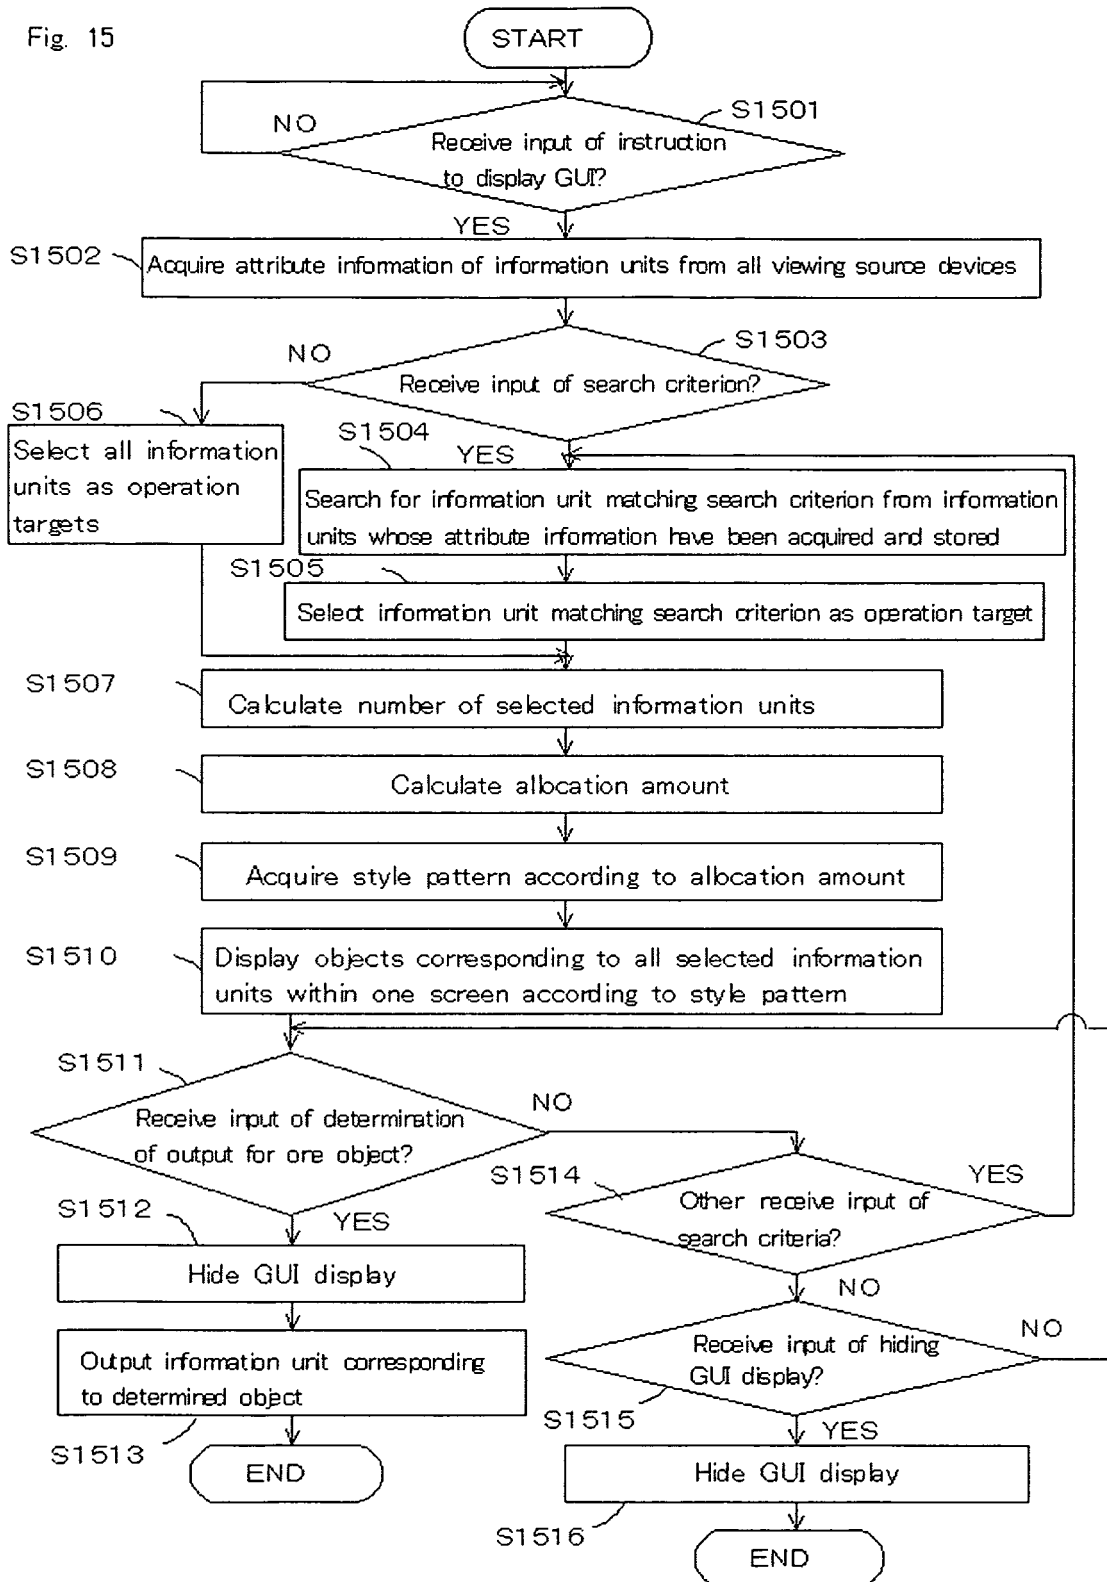 Fig. 15
START
S1501
NO
Receive input of instruction
to display GUI?
YES
S1502
Acquire attribute information of information units from all viewing source devices
S1503
NO
Receive input of search criterion?
S1506
Select all information
units as operation
targets
S1504
YES
Search for information unit matching search criterion from information
units whose attribute information have been acquired and stored
S1505
Select information unit matching search criterion as operation target
S1507
Calculate number of selected information units
S1508
Calculate allocation amount
S1509
Acquire style pattern according to allocation amount
S1510
Display objects corresponding to all selected information
units within one screen according to style pattern
S1511
Receive input of determination
of output for one object?
NO
S1514
YES
Other receive input of
search criteria?
S1512
YES
Hide GUI display
NO
Receive input of hiding
GUI display?
NO
Output information unit corresponding
to determined object
S1515
YES
S1513
END
Hide GUI display
S1516
END